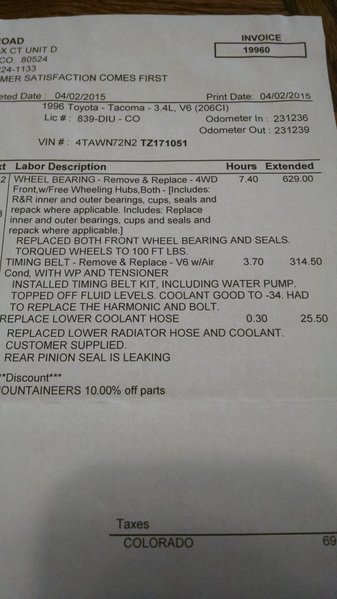 ROAD
INVOICE
X CT UNIT D
19960
CO. 80524
24-1133
MER SATISFACTION COMES FIRST
eted Date : 04/02/2015 Print Date: 04/02/2015
1996 Toyota - Tacoma - 3.4L, V6 (206CI)
Lic # : 839-DIU - CO Odometer In : 231236
Odometer Out : 231239
VIN # : 4TAWN72N2 TZ171051
Labor Description Hours Extended
WHEEL BEARING - Remove & Replace - 4WD 7.40 629.00
Front,w/Free Wheeling Hubs,Both - [Includes:
R&R inner and outer bearings, cups, seals and
repack where applicable. Includes: Replace
inner and outer bearings, cups and seals and
repack where applicable.]
REPLACED BOTH FRONT WHEEL BEARING AND SEALS.
TORQUED WHEELS TO 100 FT LBS.
TIMING BELT - Remove & Replace - V6 w/Air 3.70 314.50
Cond, WITH WP AND TENSIONER
INSTALLED TIMING BELT KIT, INCLUDING WATER PUMP.
TOPPED OFF FLUID LEVELS. COOLANT GOOD TO -34. HAD
TO REPLACE THE HARMONIC AND BOLT.
REPLACE LOWER COOLANT HOSE 0.30 25.50
REPLACED LOWER RADIATOR HOSE AND COOLANT.
CUSTOMER SUPPLIED.
REAR PINION SEAL IS LEAKING
**Discount***
OUNTAINEERS 10.00% off parts
Taxes
COLORADO 69